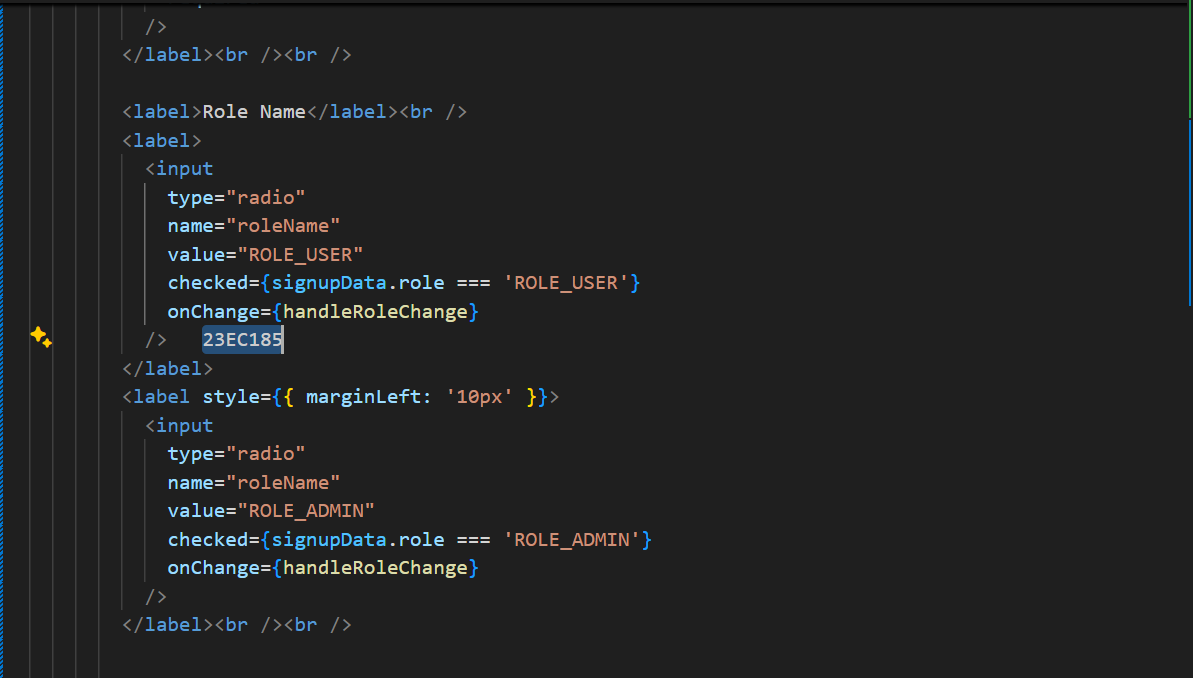 />
</label><br /><br />
<label>Role Name</label><br />
<label>
<input
type="radio"
name="roleName"
value="ROLE_USER"
checked={signupData.role === 'ROLE_USER'}
onChange={handleRoleChange}
/> 23EC185
</label>
<label style={{ marginLeft: '10px' }}>
<input
type="radio"
name="roleName"
value="ROLE_ADMIN"
checked={signupData.role === 'ROLE_ADMIN'}
onChange={handleRoleChange}
/>
</label><br /><br />